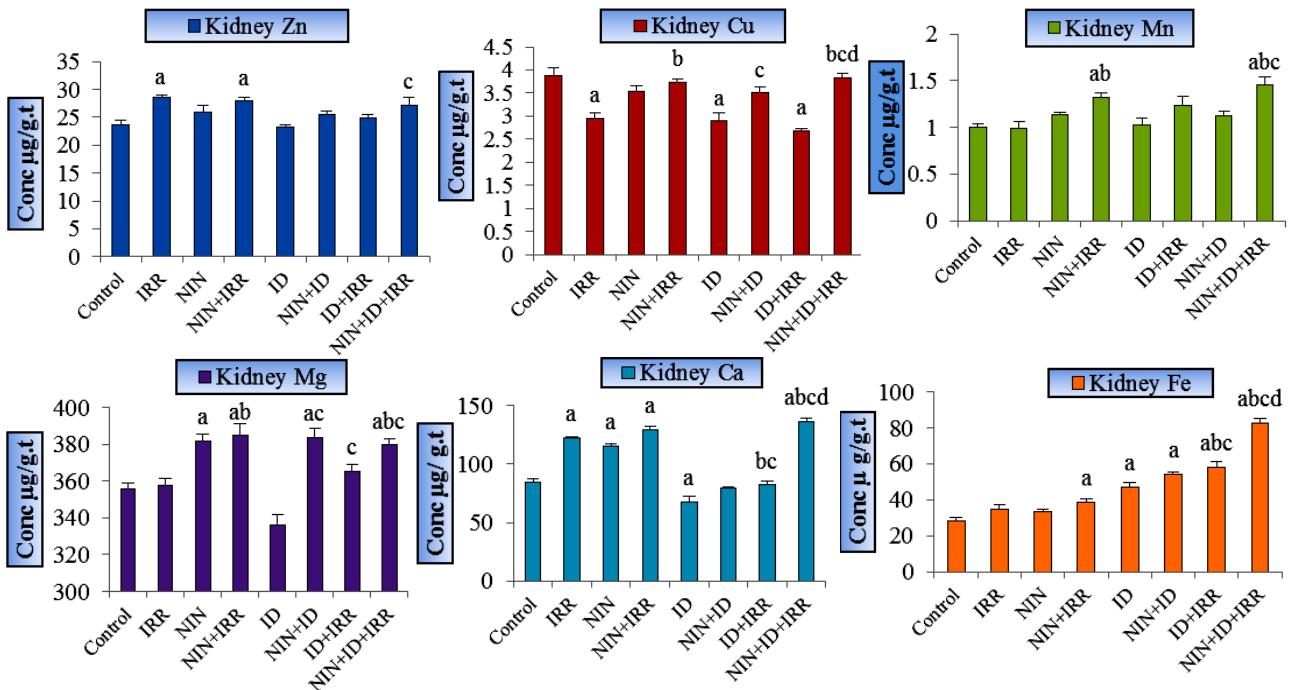 Kidney Zn
Conc µg/g.t
35
30
25
20
15
10
5
0
a
a
c
Control
IRR
NIN
NIN+IRR
ID
NIN+ID
ID+IRR
NIN+ID+IRR
Kidney Cu
Conc µg/g.t
4.5
4
3.5
3
2.5
2
1.5
1
0.5
0
a
b
a
c
a
bcd
Control
IRR
NIN
NIN+IRR
ID
NIN+ID
ID+IRR
NIN+ID+IRR
Kidney Mn
Conc µg/g.t
2
1.5
1
0.5
0
ab
abc
Control
IRR
NIN
NIN+IRR
ID
ID+IRR
NIN+ID
NIN+ID+IRR
Kidney Mg
Conc µg/g.t
400
380
360
340
320
300
a
ab
ac
c
abc
Control
IRR
NIN
NIN+IRR
ID
NIN+ID
ID+IRR
NIN+ID+IRR
Kidney Ca
Conc µg/ g.t
150
100
50
0
a
a
a
a
bc
abcd
Control
IRR
NIN
NIN+IRR
ID
NIN+ID
ID+IRR
NIN+ID+IRR
Kidney Fe
Conc µ g/g.t
100
80
60
40
20
0
a
a
a
abc
abcd
Control
IRR
NIN
NIN+IRR
ID
NIN+ID
ID+IRR
NIN+ID+IRR